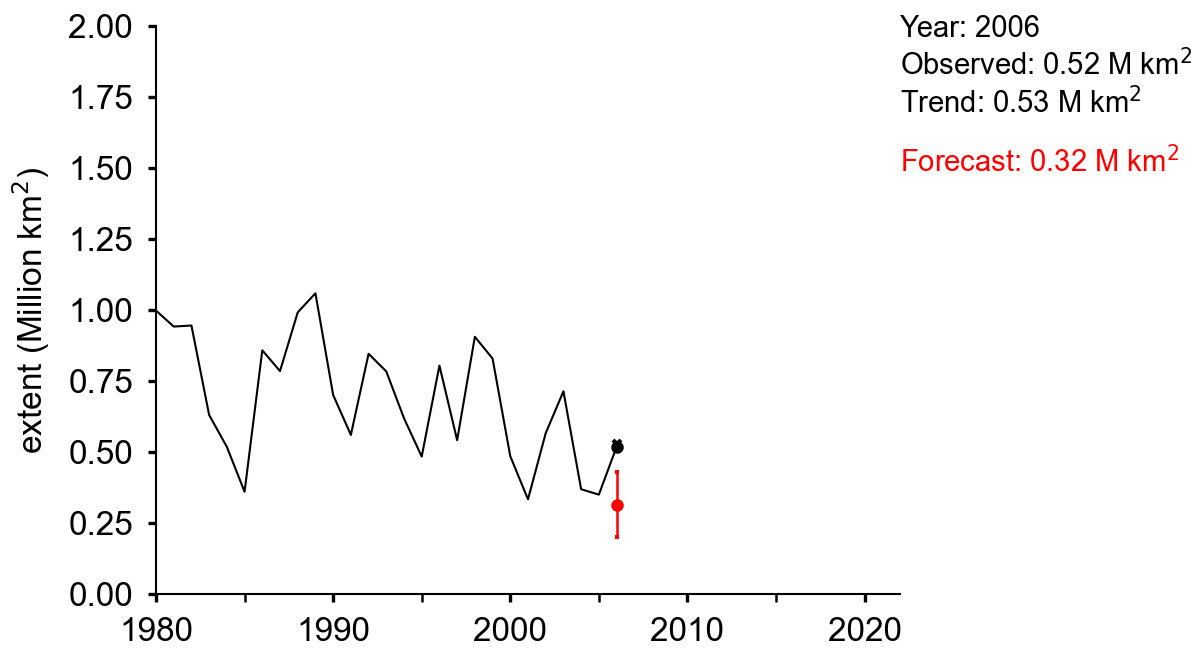 2.00
1.75
1.50
1.25
1.00
0.75
0.50
0.25
0.00
extent (Million km²)
1980
1990
2000
2010
2020
Year: 2006
Observed: 0.52 M km²
Trend: 0.53 M km²
Forecast: 0.32 M km²